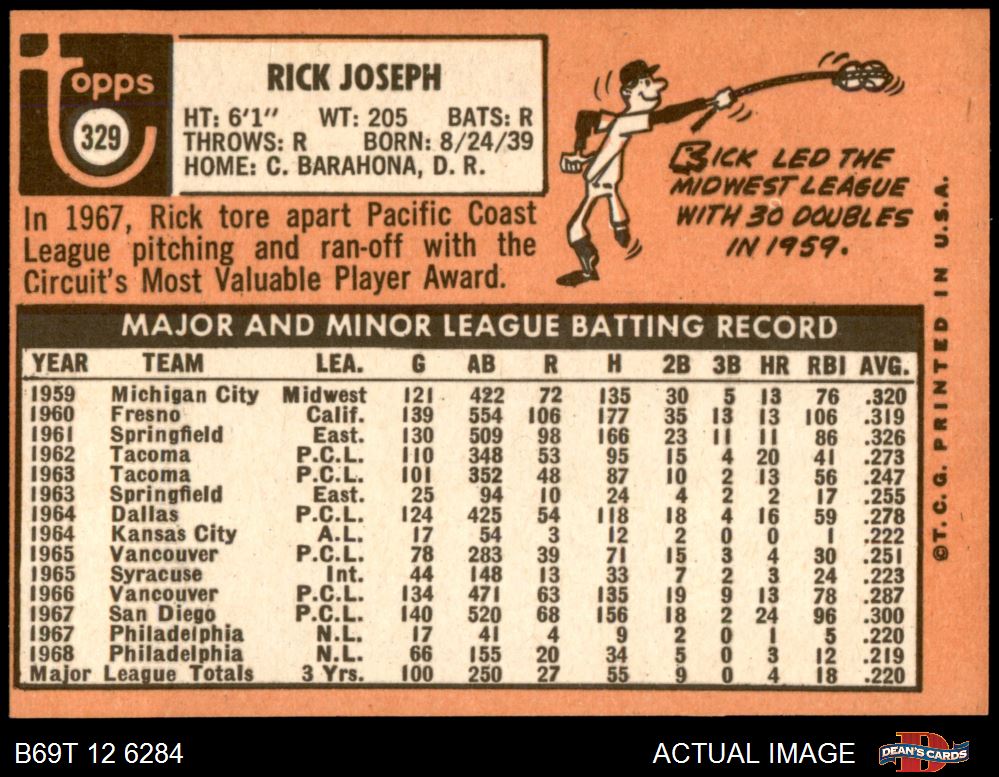 Topps
329
RICK JOSEPH
HT: 6'1" WT: 205 BATS: R
THROWS: R BORN: 8/24/39
HOME: C. BARAHONA, D. R.
In 1967, Rick tore apart Pacific Coast
League pitching and ran-off with the
Circuit's Most Valuable Player Award.
RICK LED THE
MIDWEST LEAGUE
WITH 30 DOUBLES
IN 1959.
MAJOR AND MINOR LEAGUE BATTING RECORD
YEAR TEAM LEA. G AB R H 2B 3B HR RBI AVG.
1959 Michigan City Midwest 121 422 72 135 30 5 13 76 .320
1960 Fresno Calif. 139 554 106 177 35 13 13 106 .319
1961 Springfield East. 130 509 98 166 23 11 11 86 .326
1962 Tacoma P.C.L. 110 348 53 95 15 4 20 41 .273
1963 Tacoma P.C.L. 101 352 48 87 10 2 13 56 .247
1963 Springfield East. 25 94 10 24 4 2 2 17 .255
1964 Dallas P.C.L. 124 425 54 118 18 4 16 59 .278
1964 Kansas City A.L. 17 54 3 12 2 0 0 1 .222
1965 Vancouver P.C.L. 78 283 39 71 15 3 4 30 .251
1965 Syracuse Int. 44 148 13 33 7 2 3 24 .223
1966 Vancouver P.C.L. 134 471 63 135 19 9 13 78 .287
1967 San Diego P.C.L. 140 520 68 156 18 2 24 96 .300
1967 Philadelphia N.L. 17 41 4 9 2 0 1 5 .220
1968 Philadelphia N.L. 66 155 20 34 5 0 3 12 .219
Major League Totals 3 Yrs. 100 250 27 55 9 0 4 18 .220
©T. C. G. PRINTED IN U.S.A.
B69T 12 6284
ACTUAL IMAGE
DEAN'S CARDS